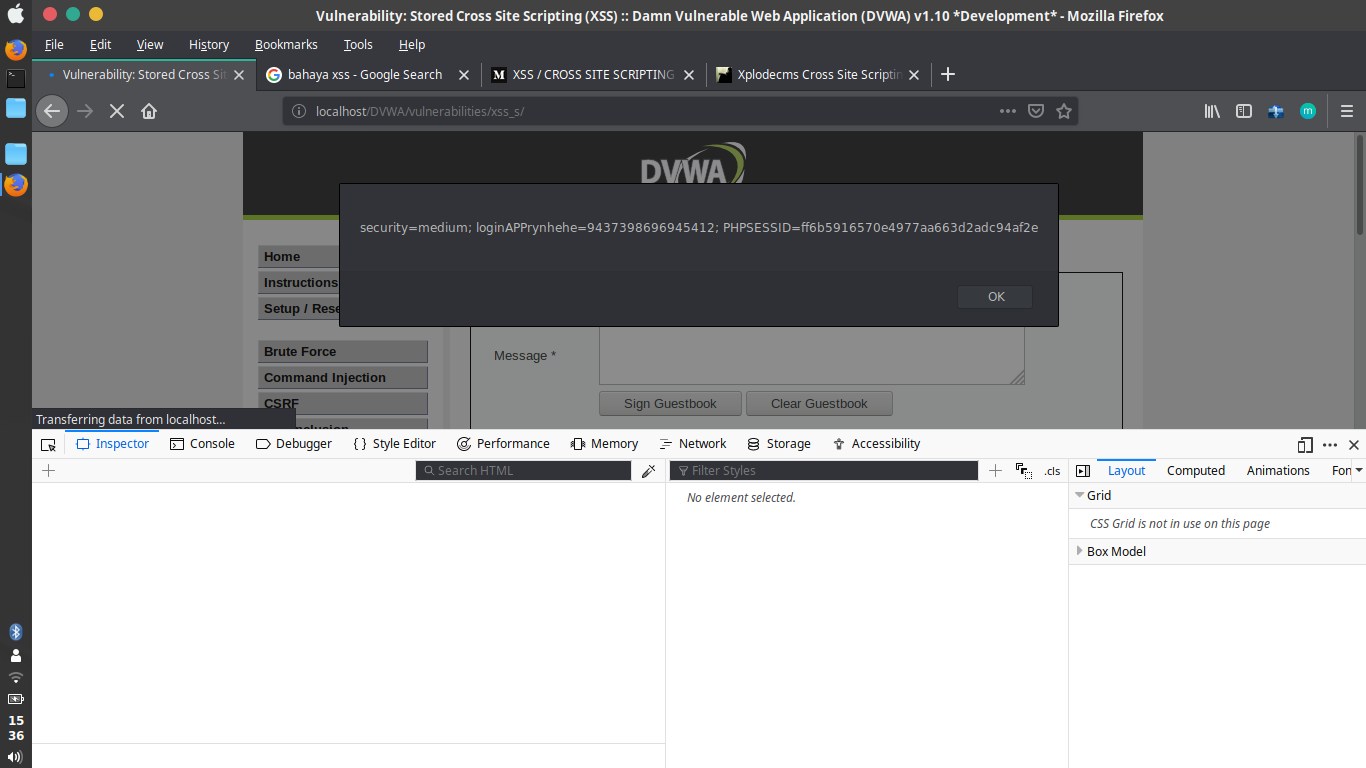 Vulnerability: Stored Cross Site Scripting (XSS) :: Damn Vulnerable Web Application (DVWA) v1.10 *Development* - Mozilla Firefox
File Edit View History Bookmarks Tools Help
Vulnerability: Stored Cross Sit
bahaya xss - Google Search
XSS / CROSS SITE SCRIPTING
Xplodecms Cross Site Scriptin
localhost/DVWA/vulnerabilities/xss_s/
m
DVWA
security=medium; loginAPPrynhehe=9437398696945412; PHPSESSID=ff6b5916570e4977aa663d2adc94af2e
OK
Home
Instructions
Setup / Rese
Brute Force
Command Injection
CSRF
Message *
Sign Guestbook Clear Guestbook
Transferring data from localhost...
Inspector Console Debugger Style Editor Performance Memory Network Storage Accessibility
Search HTML
Filter Styles
.cls
Layout Computed Animations Fon
No element selected.
Grid
CSS Grid is not in use on this page
Box Model
15
36